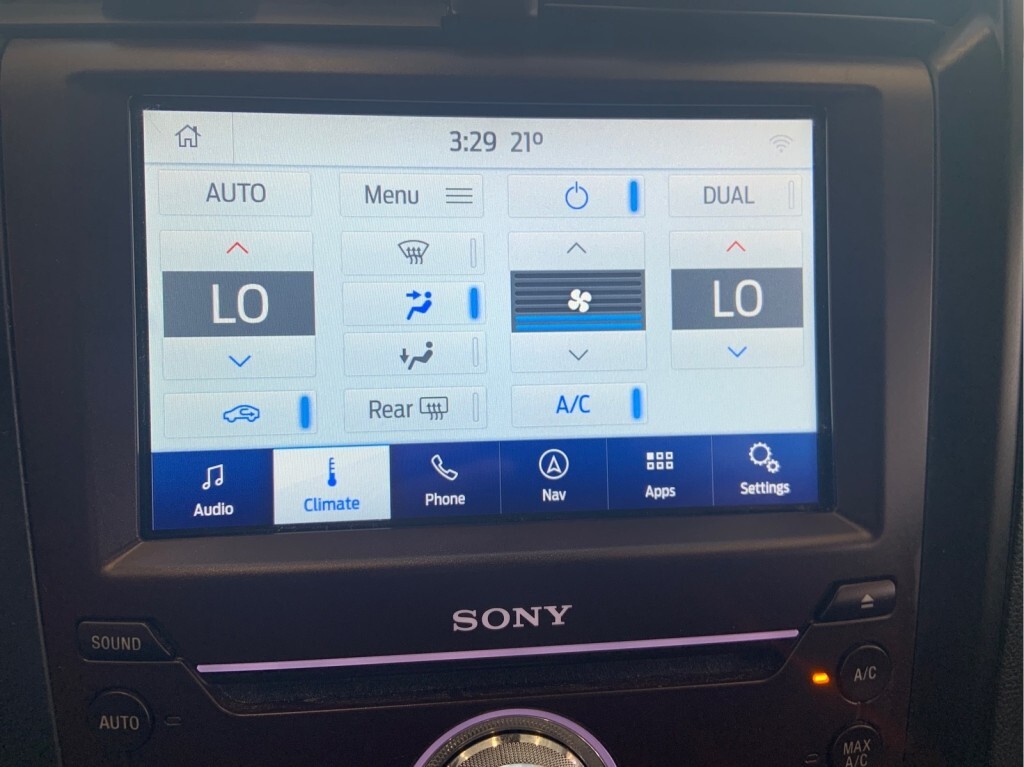 3:29 21º
AUTO
Menu
DUAL
LO
LO
Rear
A/C
Audio
Climate
Phone
Nav
Apps
Settings
SONY
SOUND
A/C
AUTO
MAX
A/C